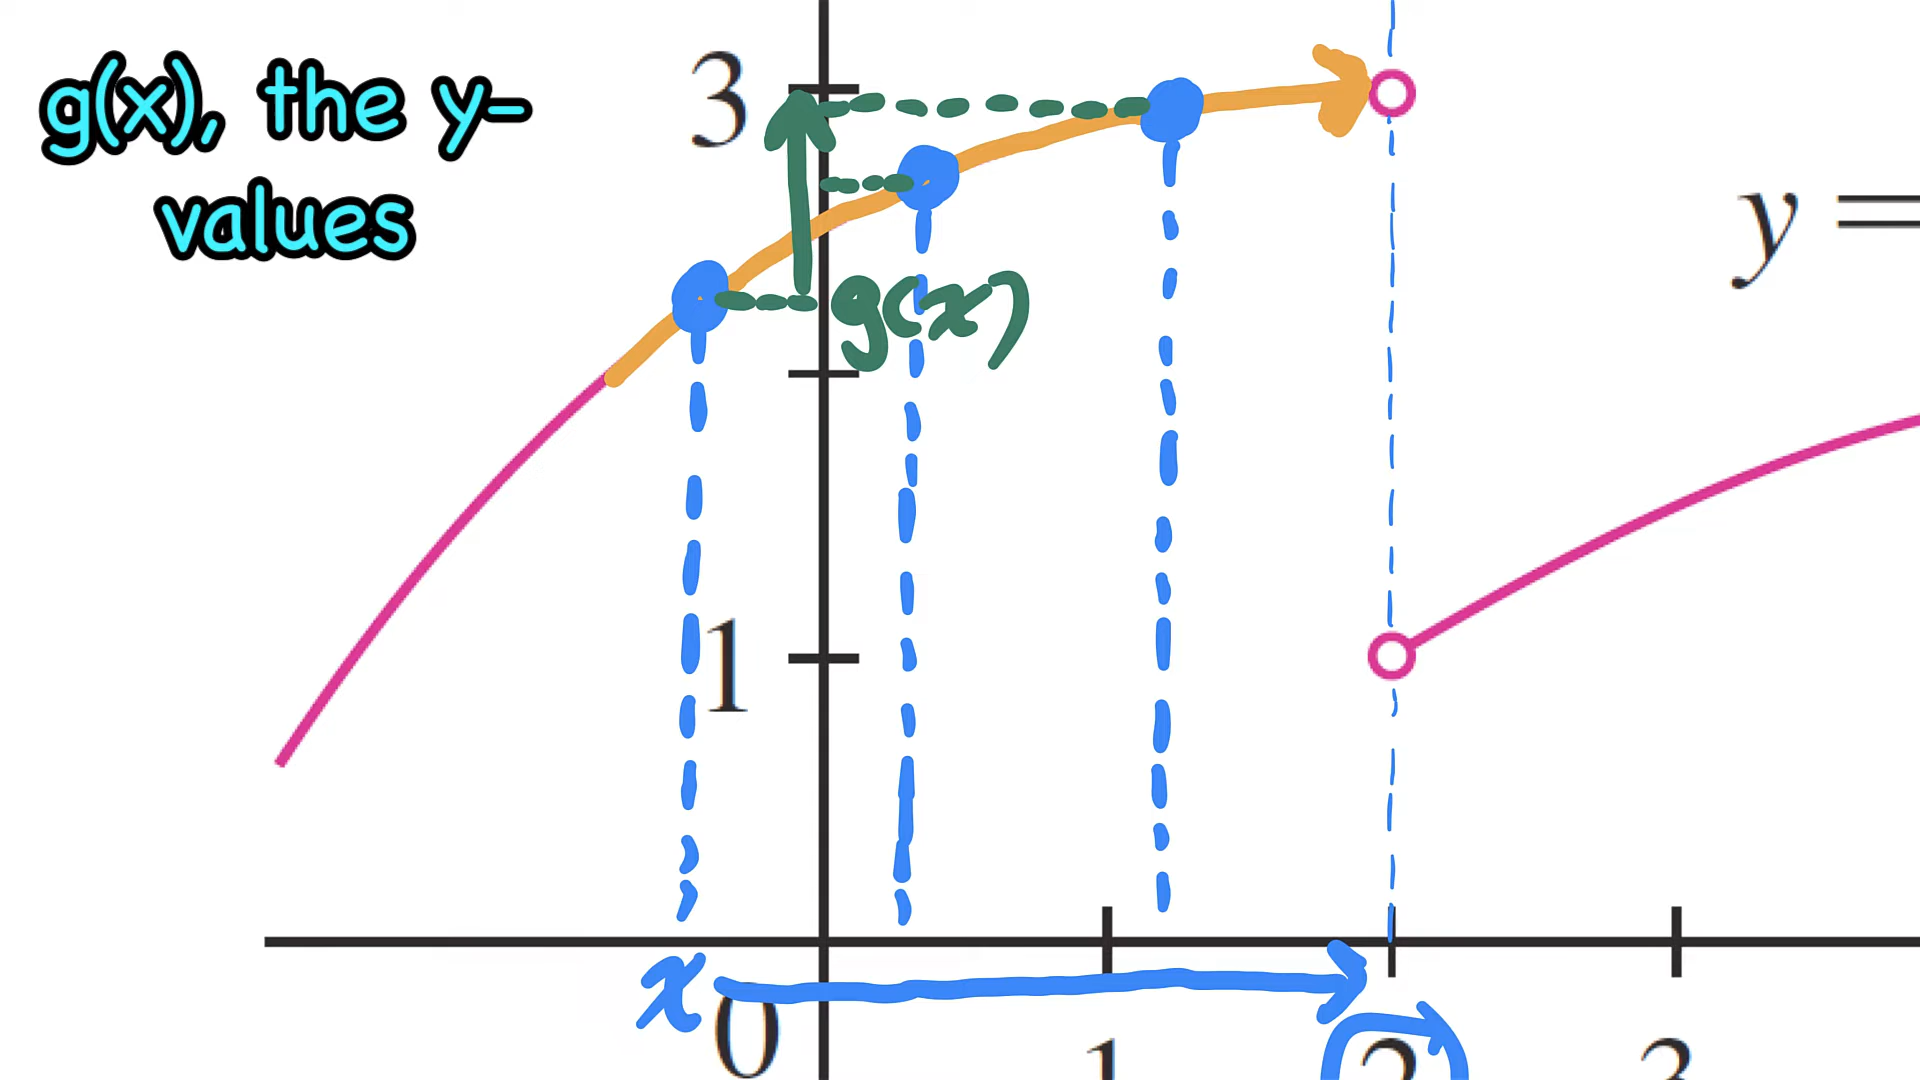 g(x), the y-
values
3
y =
g(x)
1
x
0
1
2
3